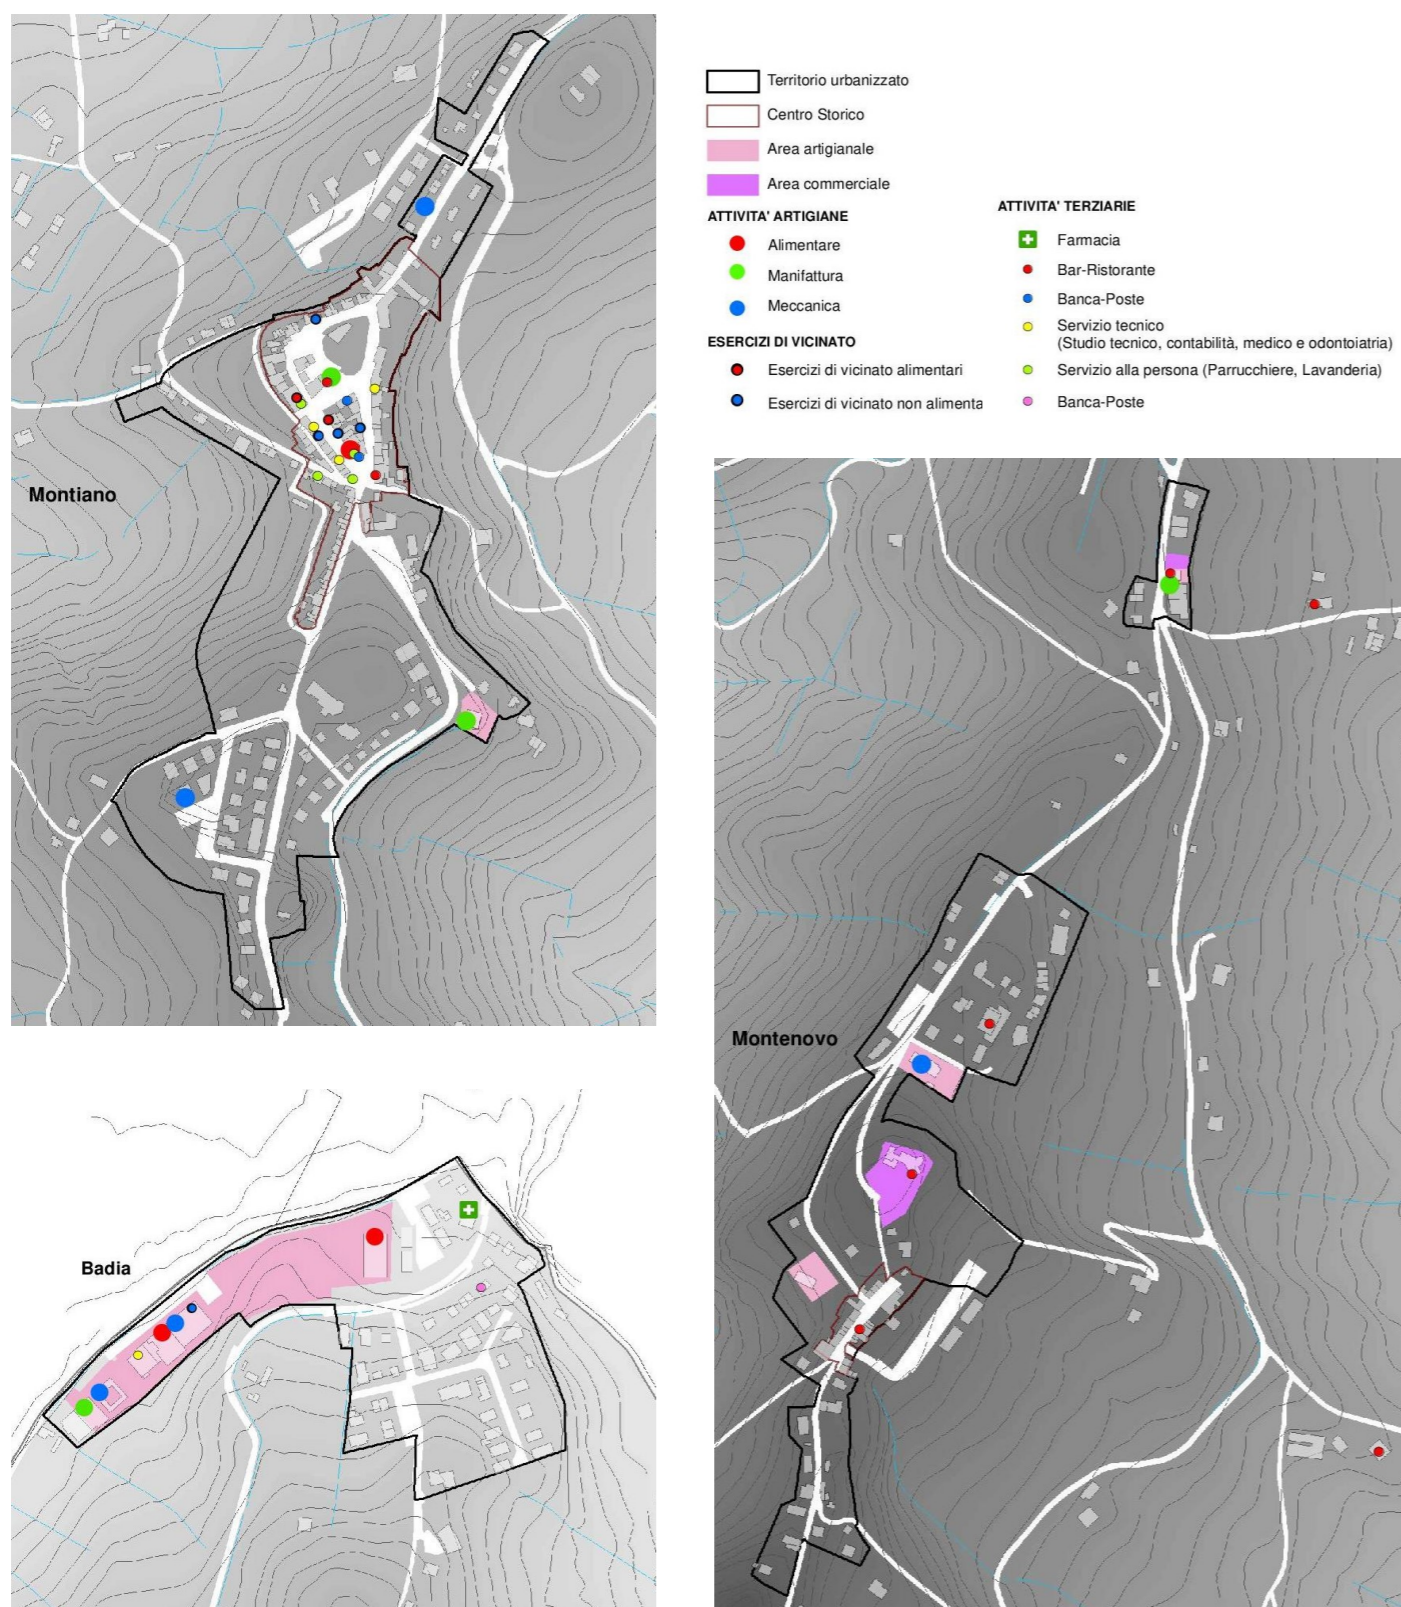 Territorio urbanizzato
Centro Storico
Area artigianale
Area commerciale
ATTIVITA' ARTIGIANE
Alimentare
Manifattura
Meccanica
ESERCIZI DI VICINATO
Esercizi di vicinato alimentari
Esercizi di vicinato non alimenta
ATTIVITA' TERZIARIE
Farmacia
Bar-Ristorante
Banca-Poste
Servizio tecnico
(Studio tecnico, contabilità, medico e odontoiatria)
Servizio alla persona (Parrucchiere, Lavanderia)
Banca-Poste
Montiano
Montenovo
Badia